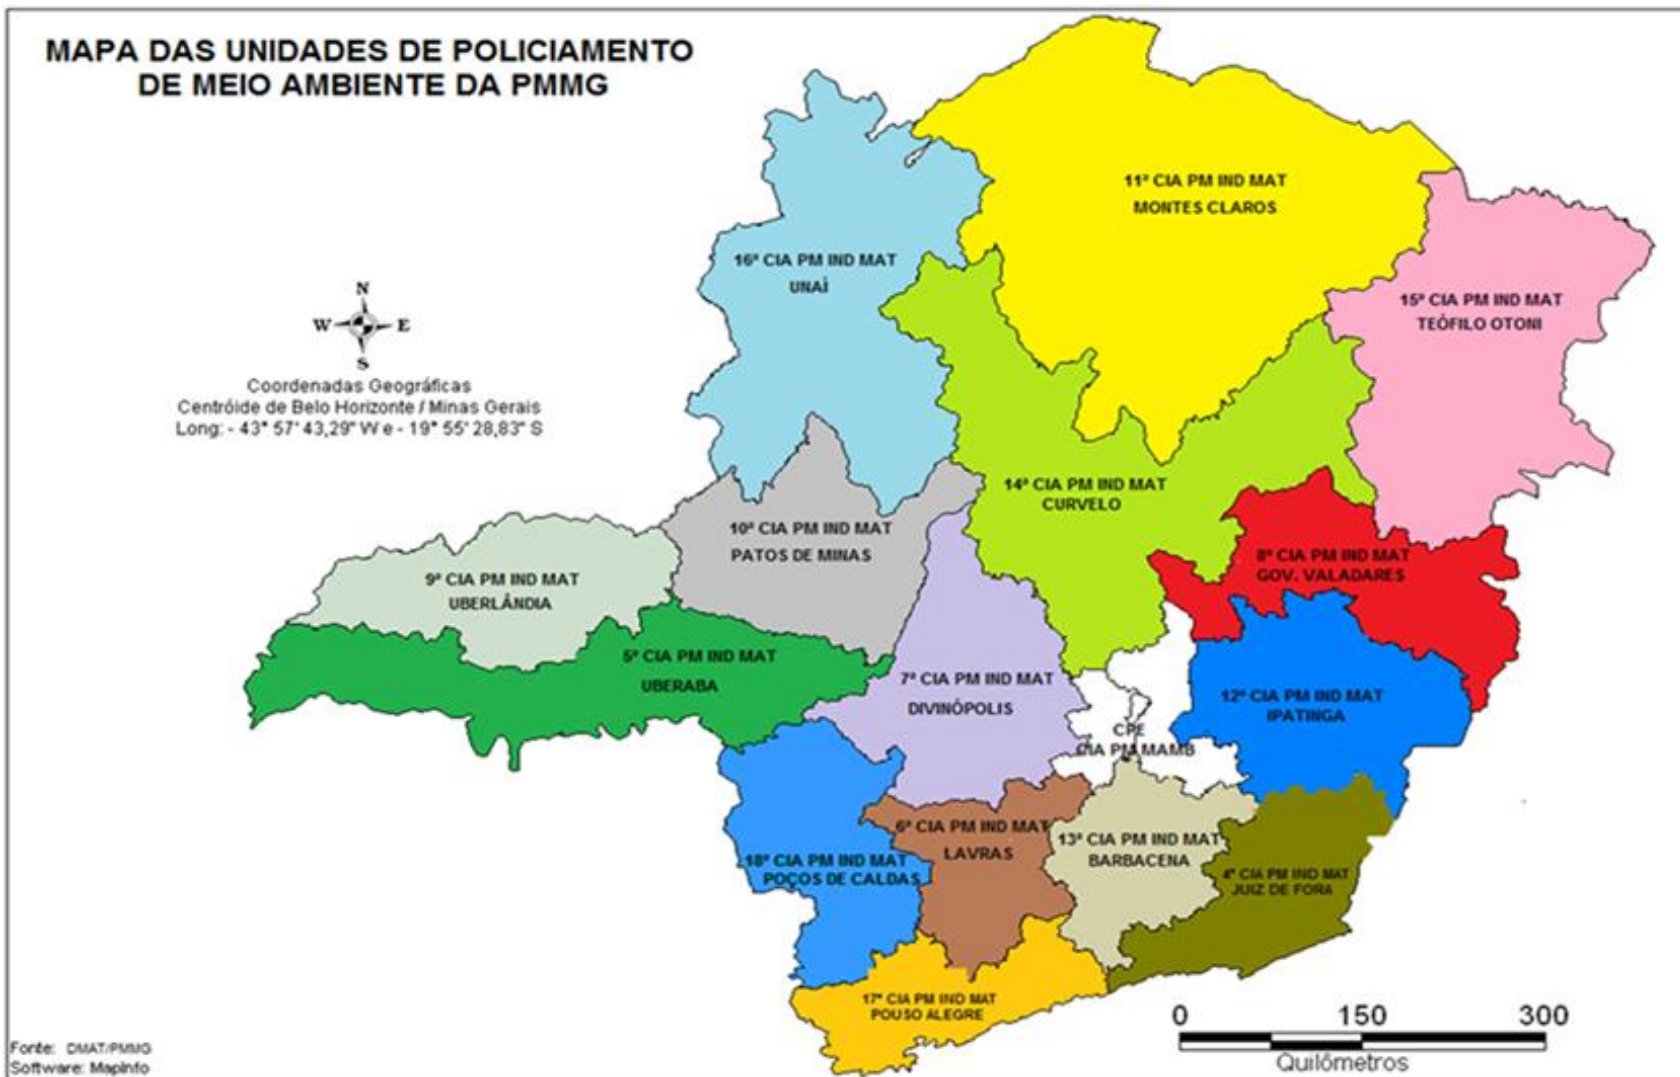 MAPA DAS UNIDADES DE POLICIAMENTO
DE MEIO AMBIENTE DA PMMG
11ª CIA PM IND MAT
MONTES CLAROS
16ª CIA PM IND MAT
UNAÍ
15ª CIA PM IND MAT
TEÓFILO OTONI
N
W
E
S
Coordenadas Geográficas
Centróide de Belo Horizonte / Minas Gerais
Long: - 43° 57' 43,29" W e - 19° 55' 28,83" S
14ª CIA PM IND MAT
CURVELO
10ª CIA PM IND MAT
PATOS DE MINAS
8ª CIA PM IND MAT
GOV. VALADARES
9ª CIA PM IND MAT
UBERLÂNDIA
5ª CIA PM IND MAT
UBERABA
7ª CIA PM IND MAT
DIVINÓPOLIS
12ª CIA PM IND MAT
IPATINGA
CPE
CIA PM MAMB
6ª CIA PM IND MAT
LAVRAS
13ª CIA PM IND MAT
BARBACENA
18ª CIA PM IND MAT
POÇOS DE CALDAS
4ª CIA PM IND MAT
JUIZ DE FORA
17ª CIA PM IND MAT
POUSO ALEGRE
0 150 300
Quilômetros
Fonte: DMAT/PMMG
Software: MapInfo